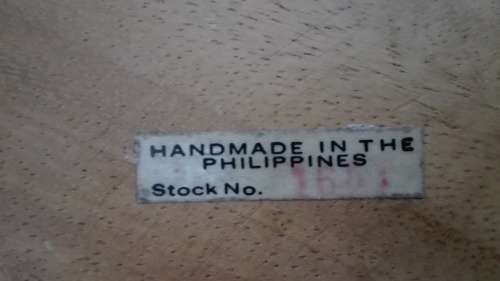 HANDMADE IN THE
PHILIPPINES
Stock No.